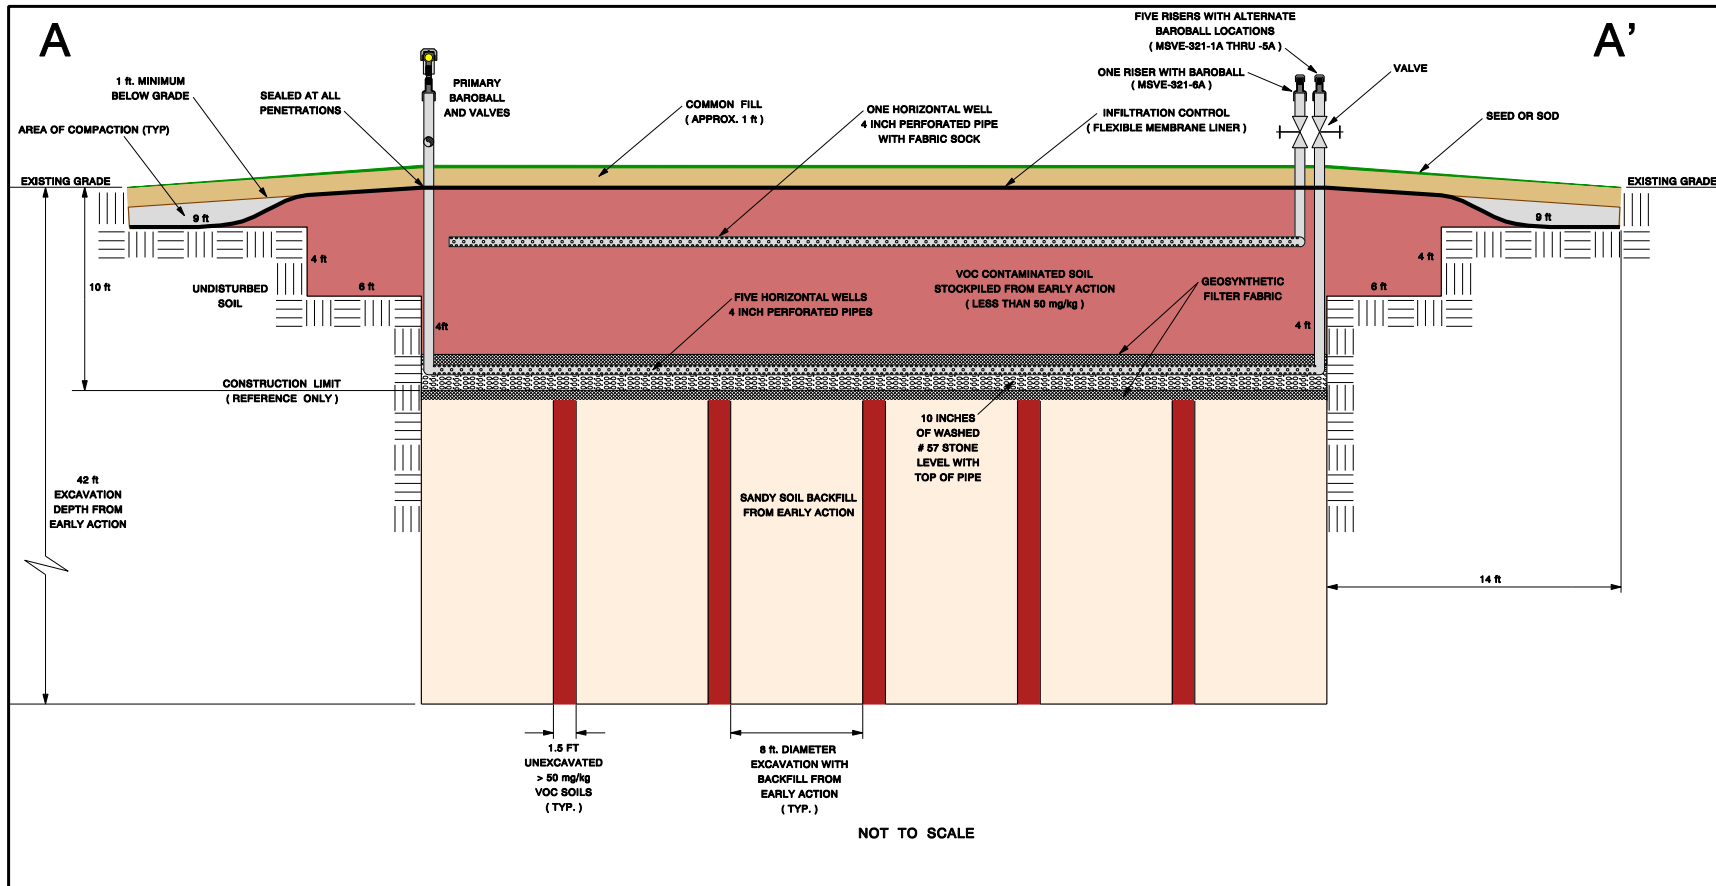 A
A'
FIVE RISERS WITH ALTERNATE
BAROBALL LOCATIONS
( MSVE-321-1A THRU -5A)
1 ft. MINIMUM
BELOW GRADE
SEALED AT ALL
PENETRATIONS
PRIMARY
BAROBALL
AND VALVES
ONE RISER WITH BAROBALL
( MSVE-321-6A)
VALVE
COMMON FILL
( APPROX. 1 ft )
ONE HORIZONTAL WELL
4 INCH PERFORATED PIPE
WITH FABRIC SOCK
INFILTRATION CONTROL
( FLEXIBLE MEMBRANE LINER )
SEED OR SOD
AREA OF COMPACTION (TYP)
EXISTING GRADE
EXISTING GRADE
9 ft
9 ft
4 ft
4 ft
10 ft
UNDISTURBED
SOIL
6 ft
6 ft
VOC CONTAMINATED SOIL
STOCKPILED FROM EARLY ACTION
( LESS THAN 50 mg/kg )
GEOSYNTHETIC
FILTER FABRIC
FIVE HORIZONTAL WELLS
4 INCH PERFORATED PIPES
4ft
4 ft
CONSTRUCTION LIMIT
( REFERENCE ONLY )
10 INCHES
OF WASHED
# 57 STONE
LEVEL WITH
TOP OF PIPE
42 ft
EXCAVATION
DEPTH FROM
EARLY ACTION
SANDY SOIL BACKFILL
FROM EARLY ACTION
14 ft
1.5 FT
UNEXCAVATED
> 50 mg/kg
VOC SOILS
( TYP. )
8 ft. DIAMETER
EXCAVATION WITH
BACKFILL FROM
EARLY ACTION
( TYP. )
NOT TO SCALE